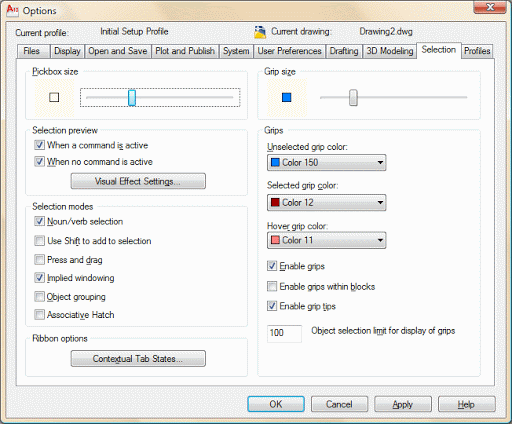 Options
Current profile: Initial Setup Profile Current drawing: Drawing2.dwg
Files Display Open and Save Plot and Publish System User Preferences Drafting 3D Modeling Selection Profiles
Pickbox size
Grip size
Selection preview
When a command is active
When no command is active
Visual Effect Settings...
Selection modes
Noun/verb selection
Use Shift to add to selection
Press and drag
Implied windowing
Object grouping
Associative Hatch
Ribbon options
Contextual Tab States...
Grips
Unselected grip color:
Color 150
Selected grip color:
Color 12
Hover grip color:
Color 11
Enable grips
Enable grips within blocks
Enable grip tips
100 Object selection limit for display of grips
OK Cancel Apply Help